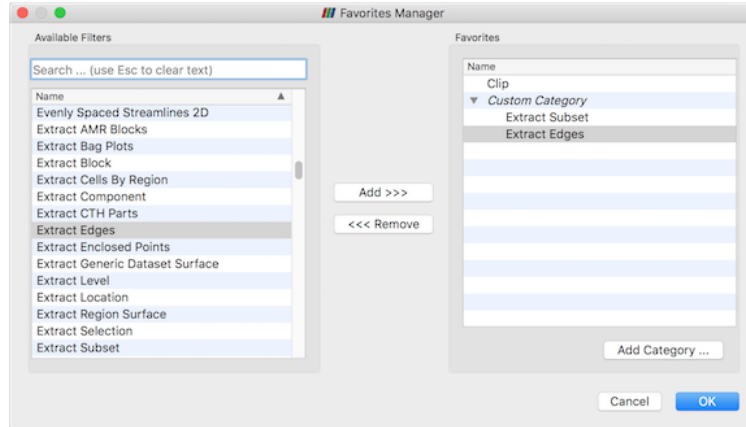 Favorites Manager
Available Filters
Search ... (use Esc to clear text)
Name
Evenly Spaced Streamlines 2D
Extract AMR Blocks
Extract Bag Plots
Extract Block
Extract Cells By Region
Extract Component
Extract CTH Parts
Extract Edges
Extract Enclosed Points
Extract Generic Dataset Surface
Extract Level
Extract Location
Extract Region Surface
Extract Selection
Extract Subset
Add >>>
<<< Remove
Favorites
Name
Clip
Custom Category
Extract Subset
Extract Edges
Add Category ...
Cancel
OK